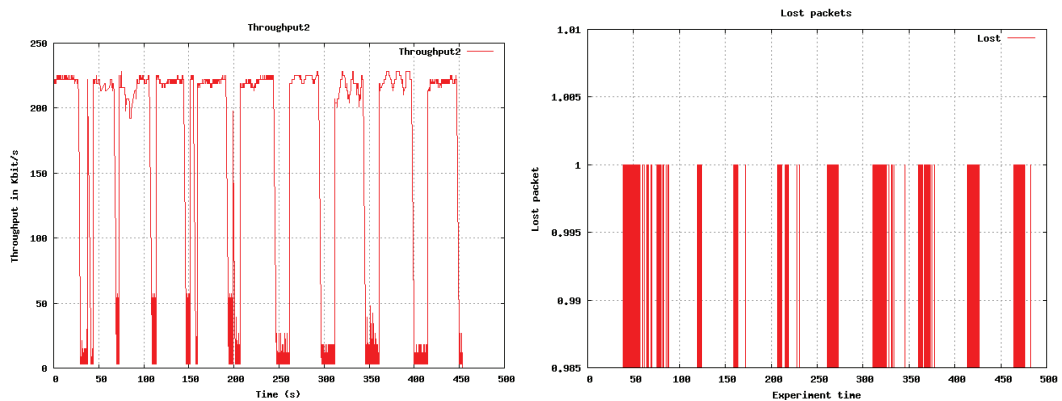 Throughput2
250
200
150
100
50
0
Throughput in Kbit/s
Throughput2
0 50 100 150 200 250 300 350 400 450 500
Time (s)
Lost packets
1,01
1,005
1
0,995
0,99
0,985
Lost packet
Lost
0 50 100 150 200 250 300 350 400 450 500
Experiment time